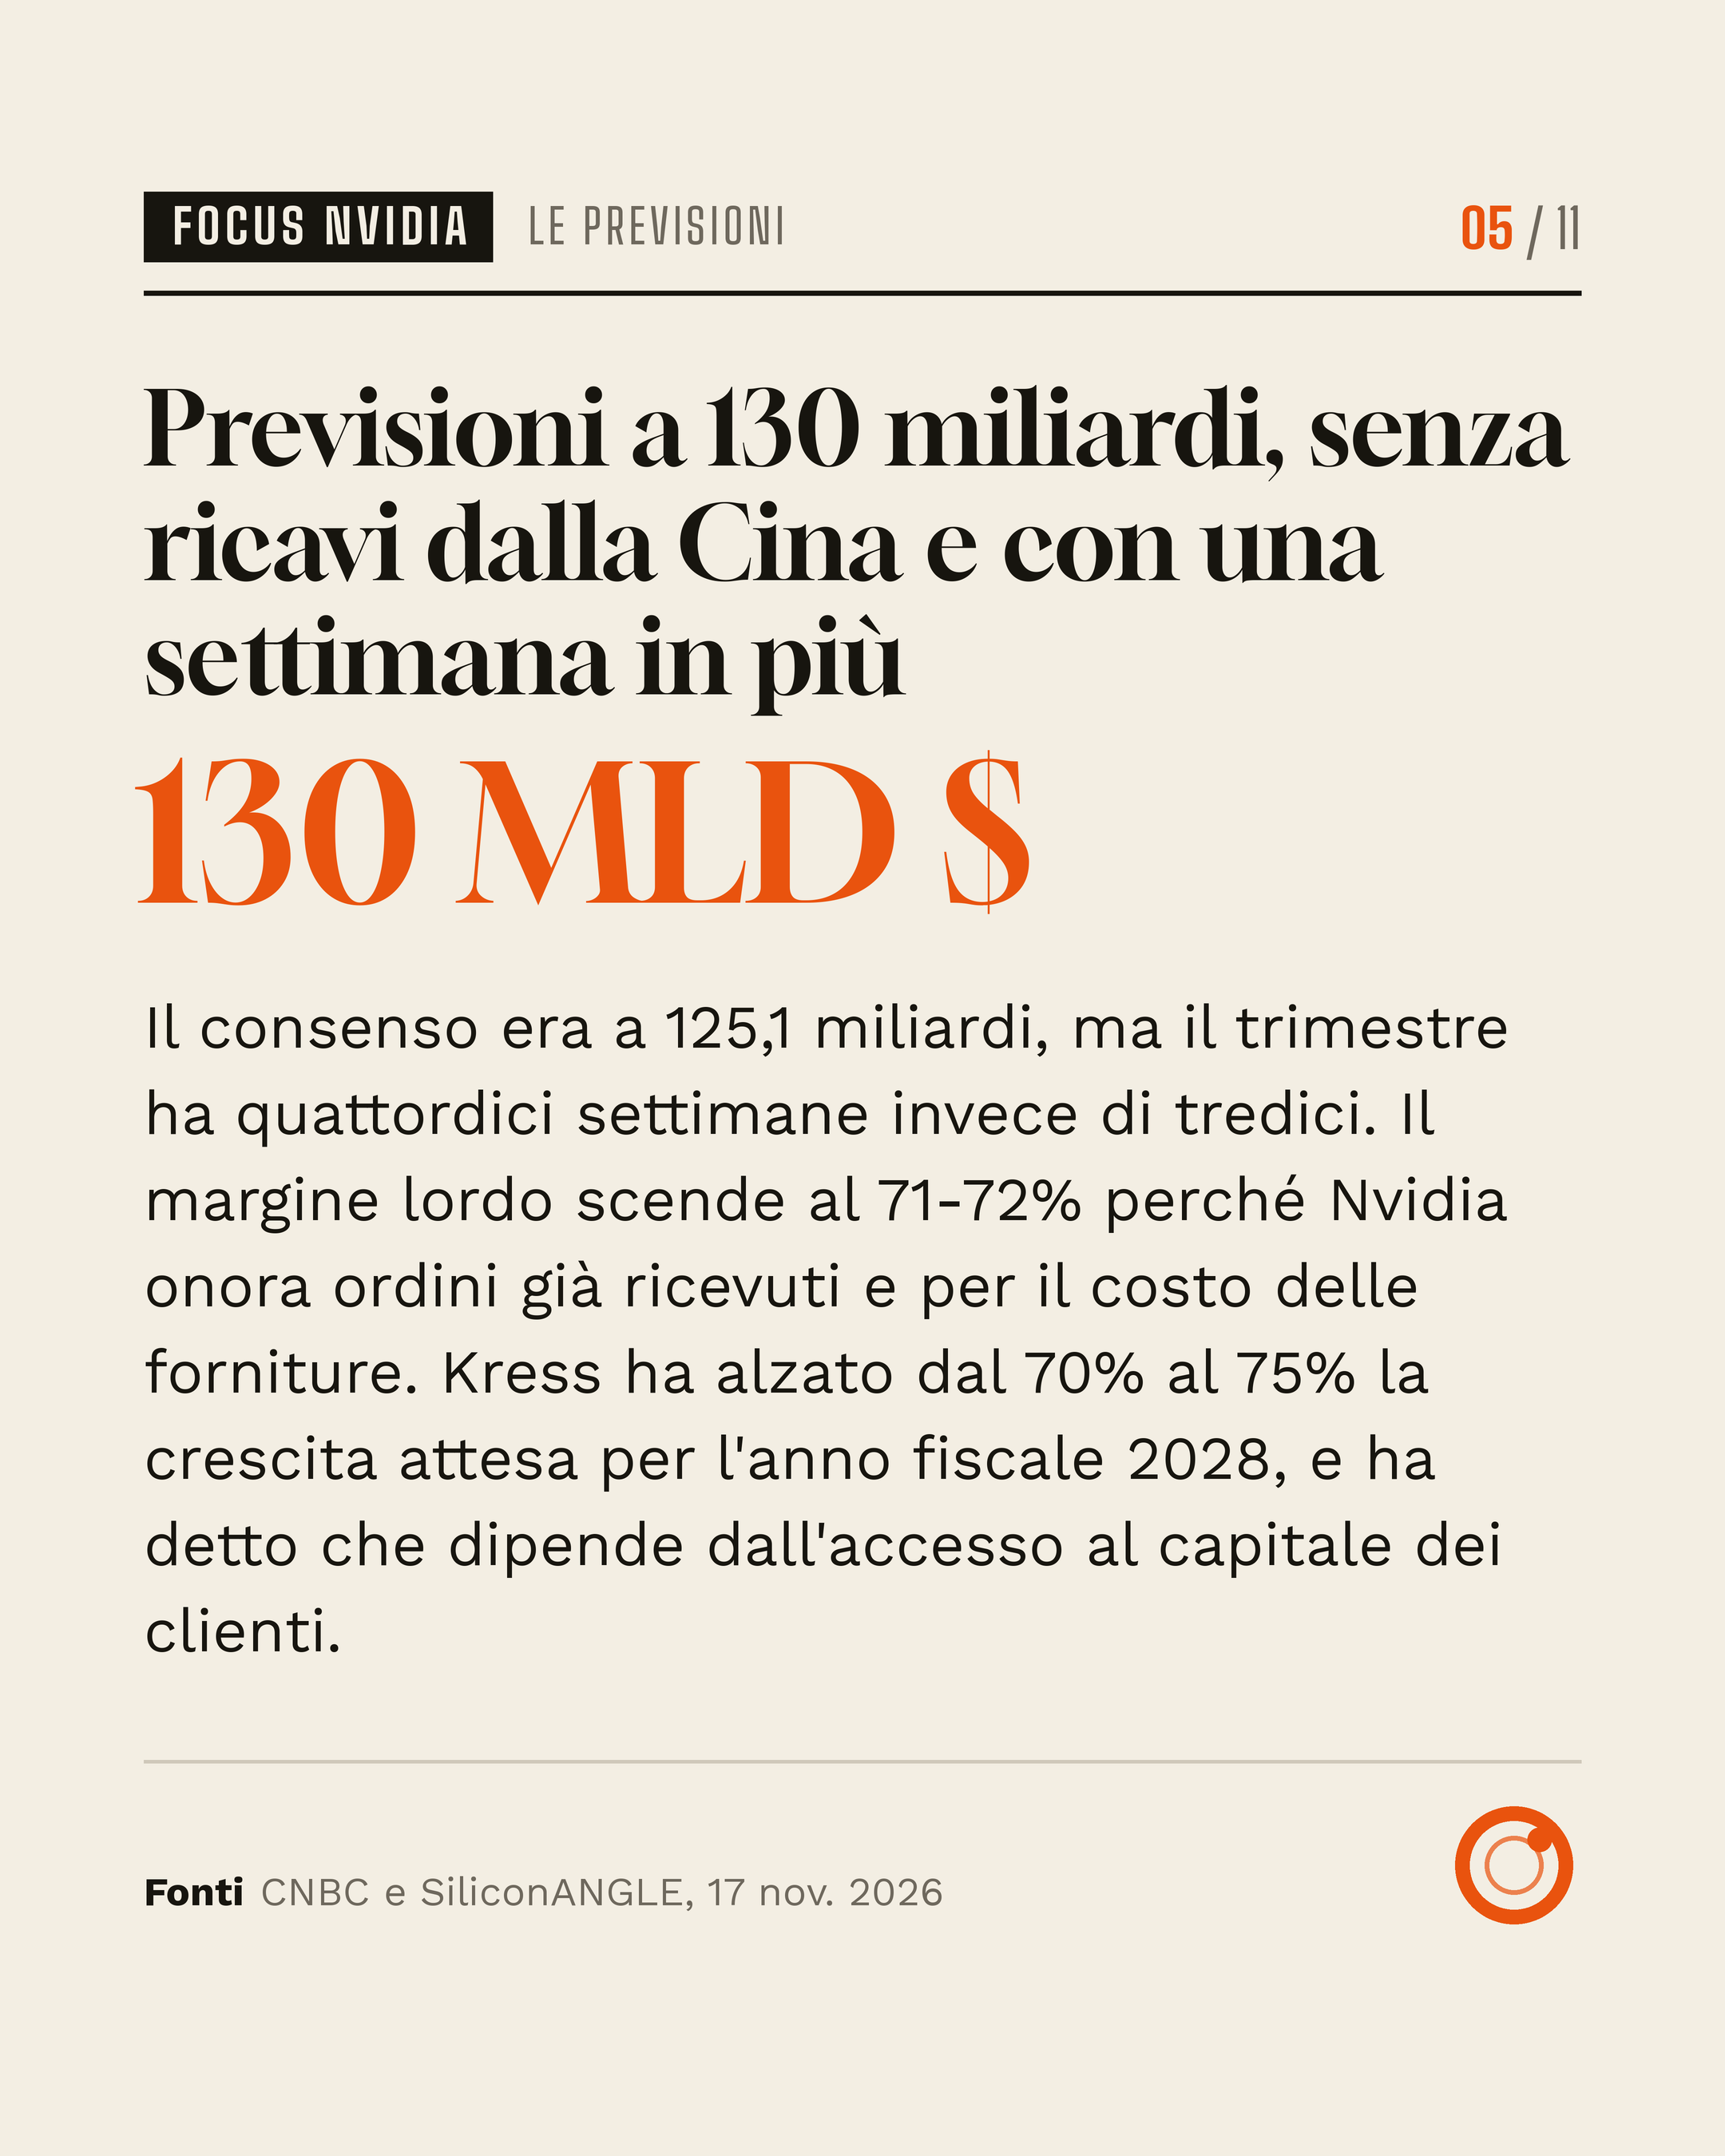 FOCUS NVIDIA LE PREVISIONI 05 / 11
Previsioni a 130 miliardi, senza
ricavi dalla Cina e con una
settimana in più
130 MLD $
Il consenso era a 125,1 miliardi, ma il trimestre
ha quattordici settimane invece di tredici. Il
margine lordo scende al 71-72% perché Nvidia
onora ordini già ricevuti e per il costo delle
forniture. Kress ha alzato dal 70% al 75% la
crescita attesa per l'anno fiscale 2028, e ha
detto che dipende dall'accesso al capitale dei
clienti.
Fonti CNBC e SiliconANGLE, 17 nov. 2026